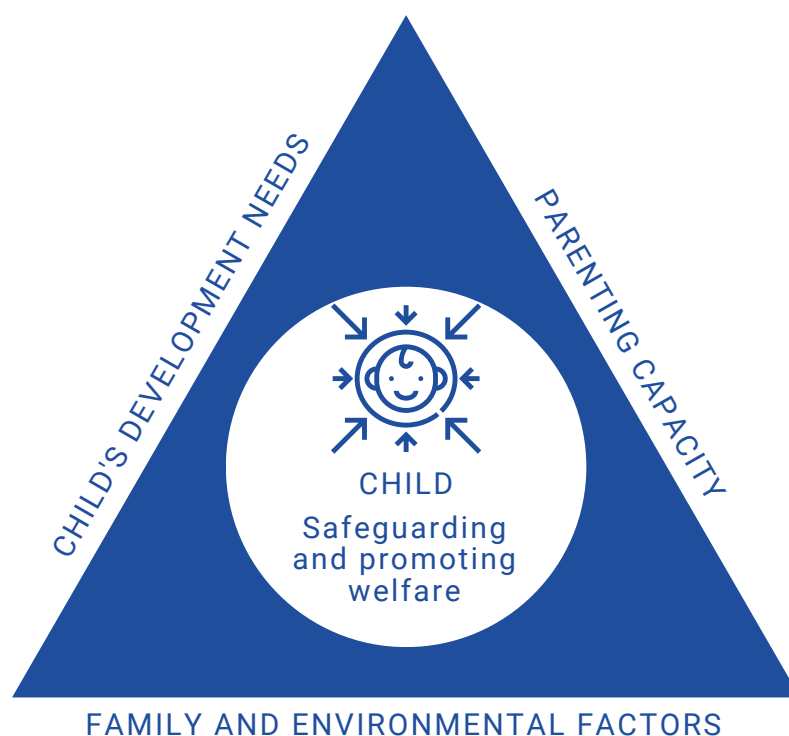 CHILD'S DEVELOPMENT NEEDS
PARENTING CAPACITY
CHILD
Safeguarding
and promoting
welfare
FAMILY AND ENVIRONMENTAL FACTORS